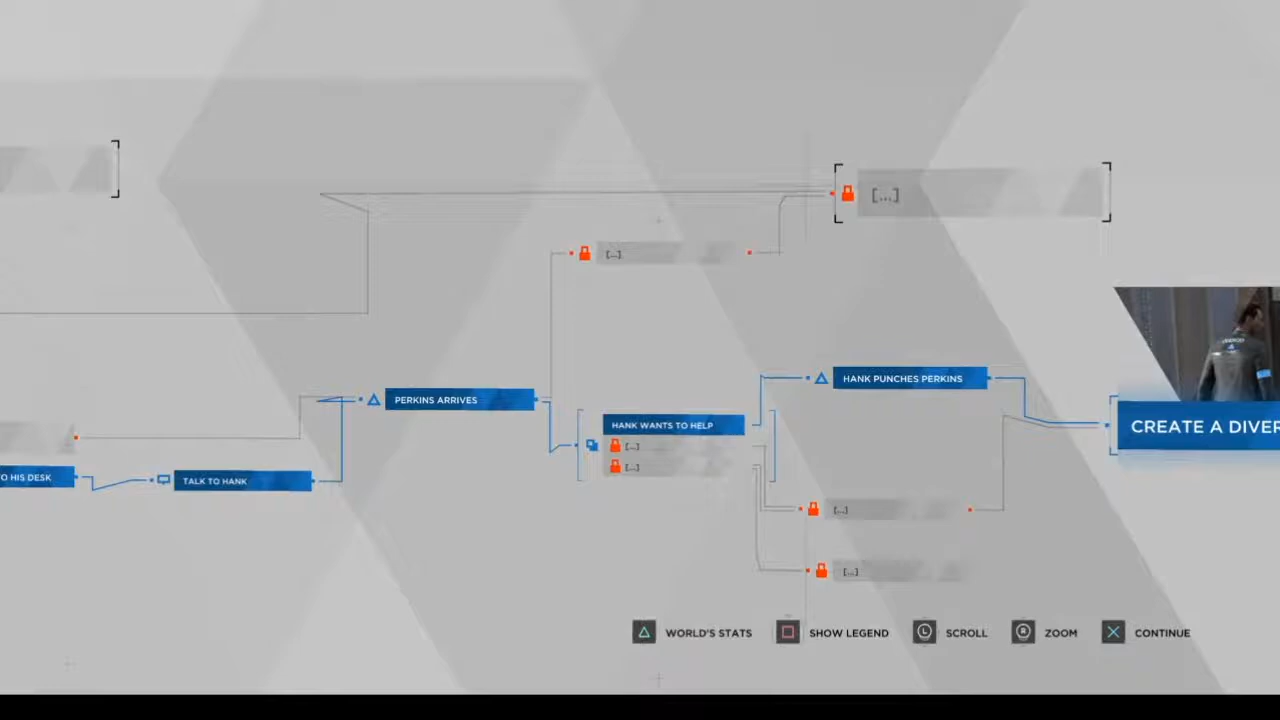 [...]
[...]
HANK PUNCHES PERKINS
PERKINS ARRIVES
HANK WANTS TO HELP
[...]
[...]
CREATE A DIVER
O HIS DESK
TALK TO HANK
[...]
[...]
WORLD'S STATS
SHOW LEGEND
L
SCROLL
R
ZOOM
CONTINUE